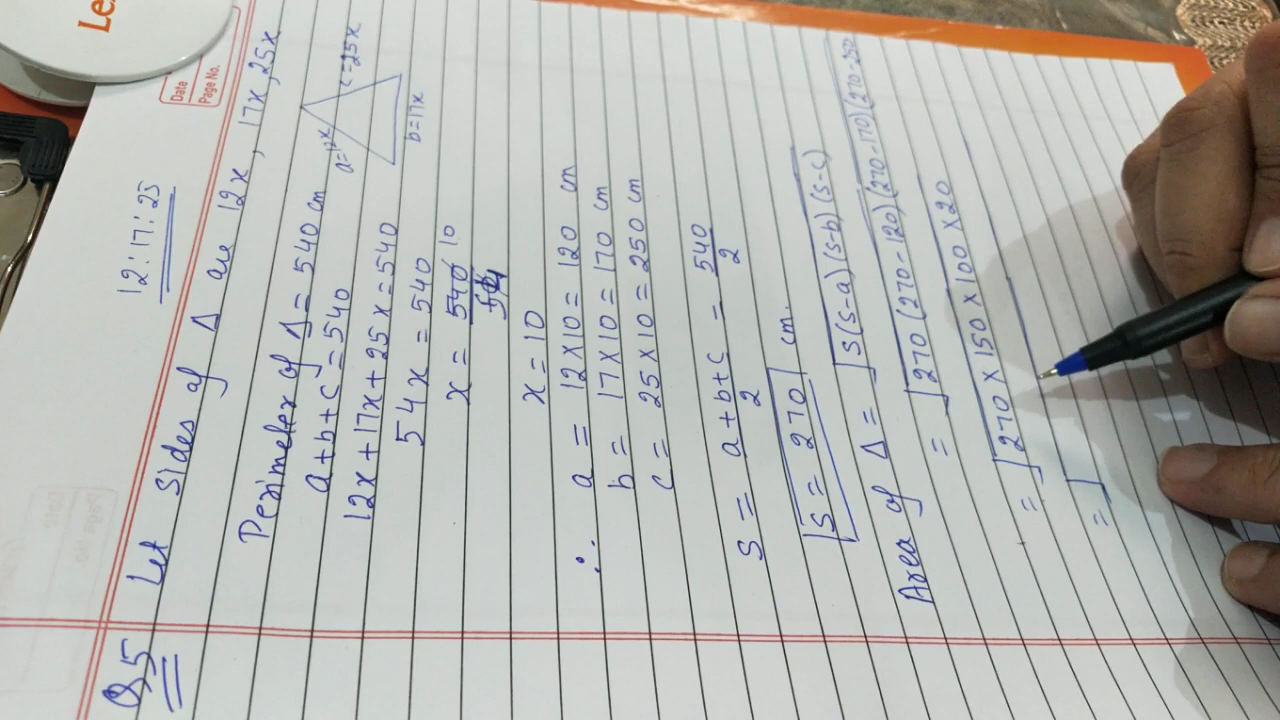 Le
Date
Page No.
12:17:25
Q.5 Let sides of Δ are 12x, 17x, 25x
Perimeter of Δ = 540 cm
a+b+c = 540
12x+17x+25x = 540
54x = 540
x = 540 10
54
x = 10
a=12x
c=25x
b=17x
∴ a = 12×10 = 120 cm
b = 17×10 = 170 cm
c = 25×10 = 250 cm
S = a+b+c = 540
2 2
S = 270 cm.
Area of Δ = √S(S-a)(S-b)(S-c)
= √270(270-120)(270-170)(270-250
= √270×150×100×20
= √